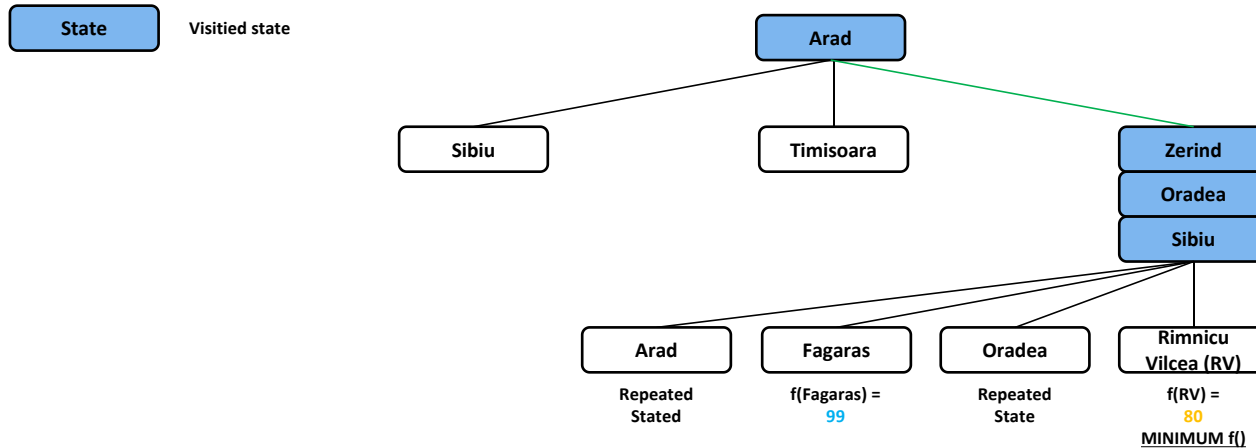 State
Visitied state
Arad
Sibiu
Timisoara
Zerind
Oradea
Sibiu
Arad
Fagaras
Oradea
Rimnicu
Vilcea (RV)
Repeated
Stated
f(Fagaras) =
99
Repeated
State
f(RV) =
80
MINIMUM f()